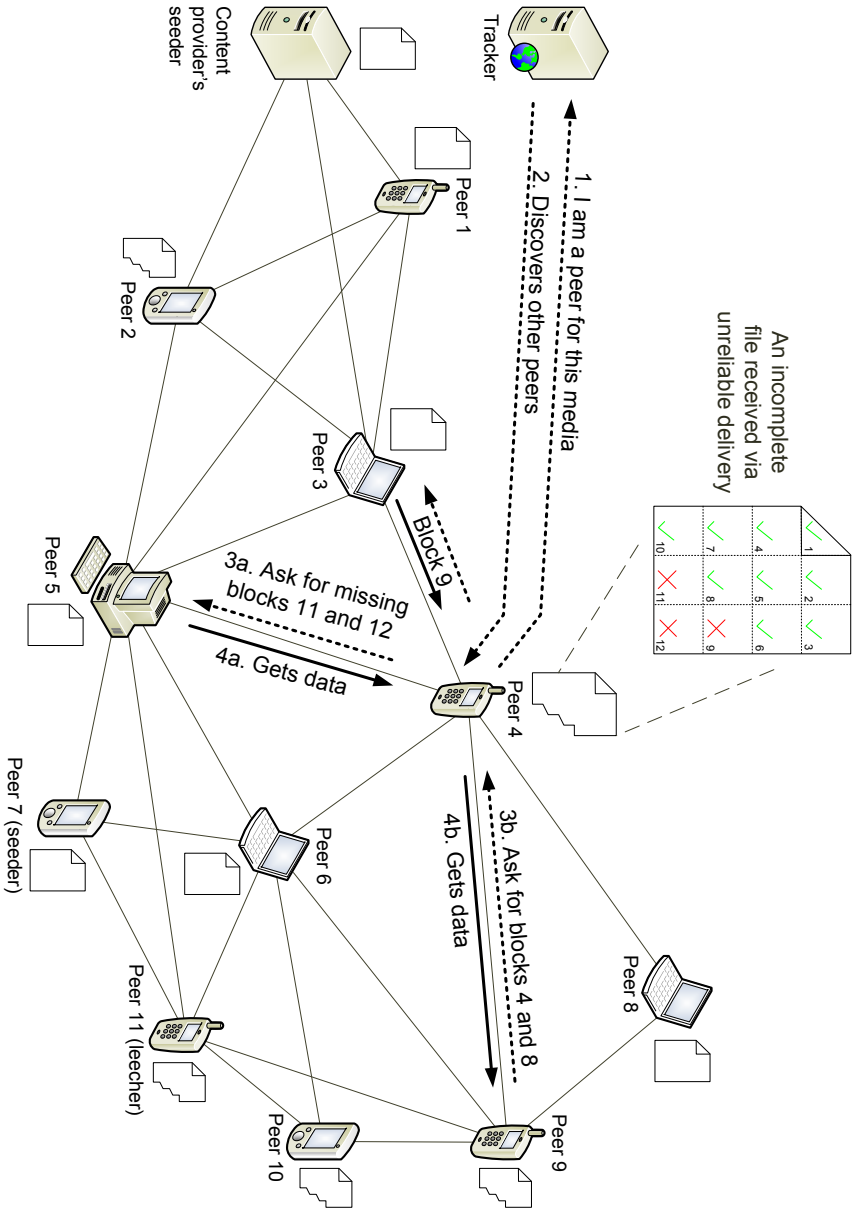 An incomplete
file received via
unreliable delivery
1
2
3
4
5
6
7
8
9
10
11
12
Tracker
1. I am a peer for this media
2. Discovers other peers
Content
provider's
seeder
Peer 1
Peer 2
Peer 3
Block 9
Peer 4
3a. Ask for missing
blocks 11 and 12
4a. Gets data
Peer 5
3b. Ask for blocks 4 and 8
4b. Gets data
Peer 6
Peer 7 (seeder)
Peer 8
Peer 9
Peer 10
Peer 11 (leecher)